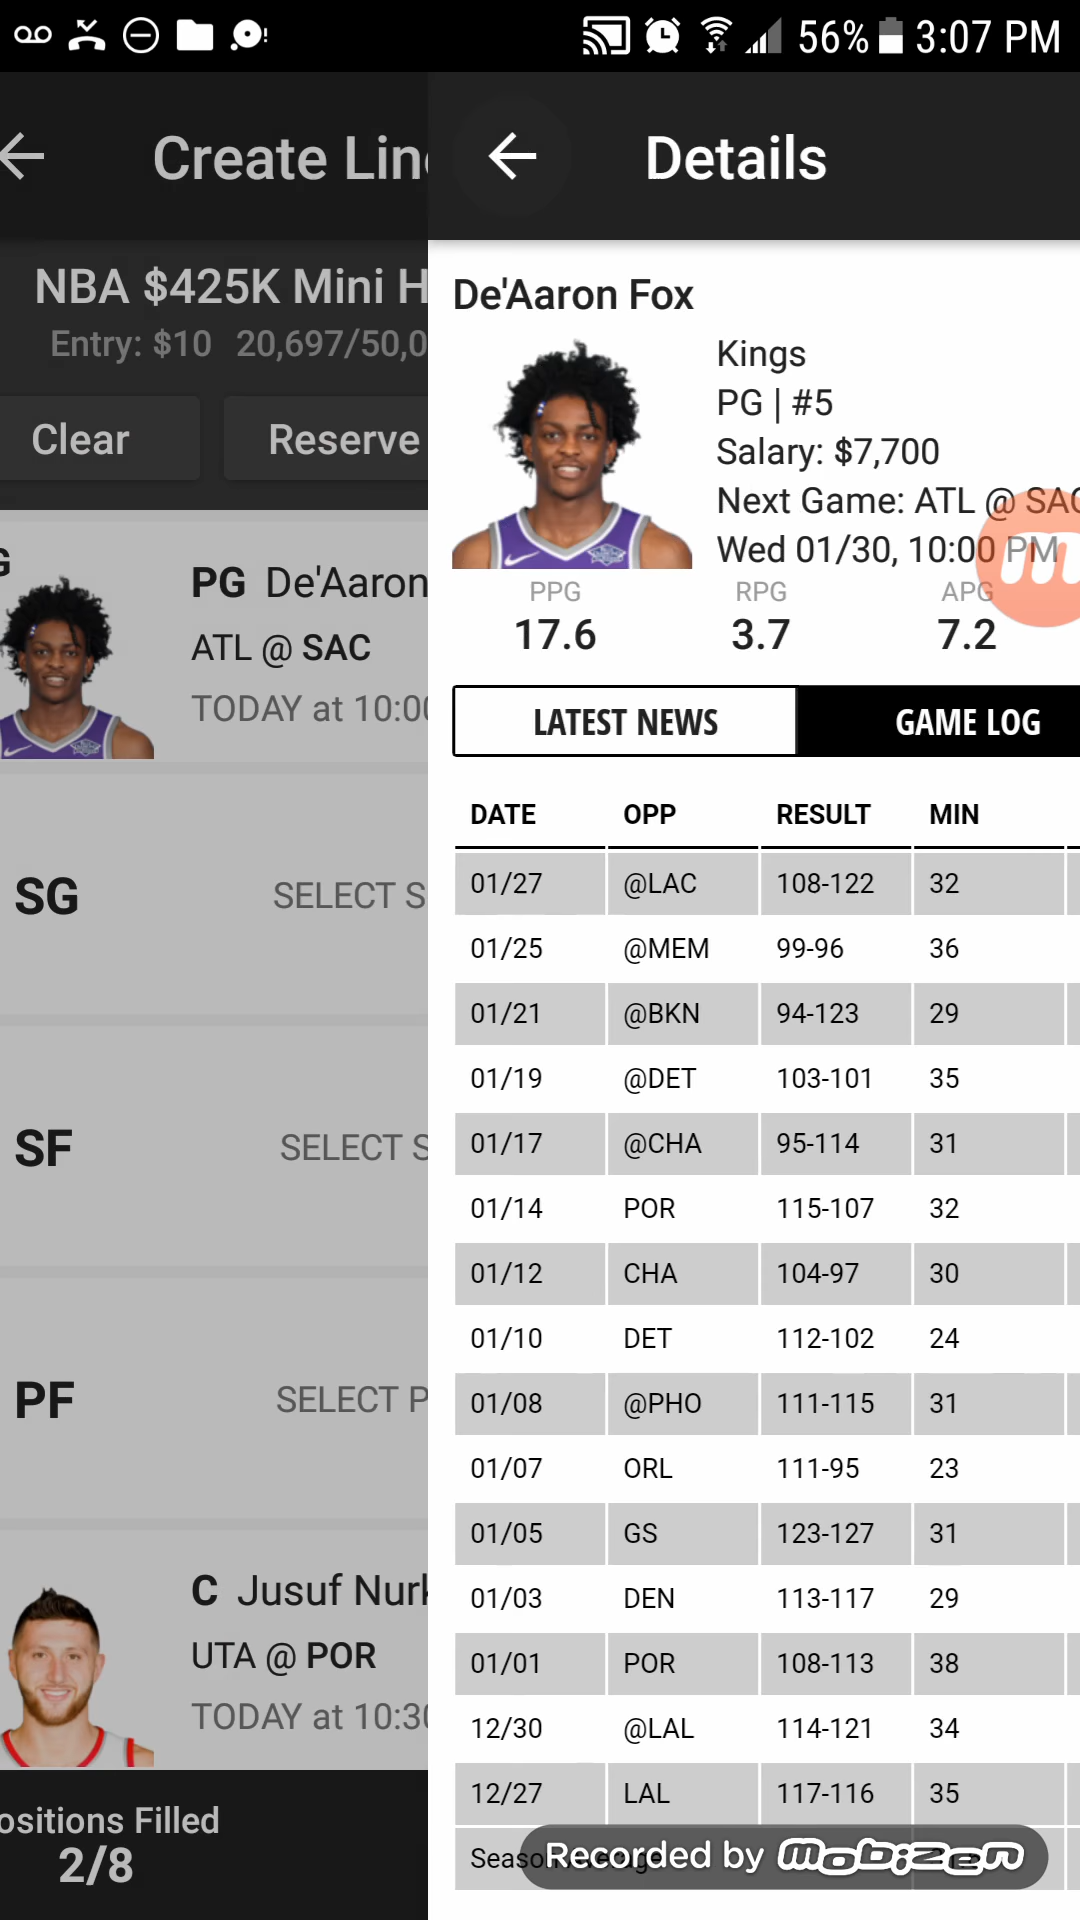 56% 3:07 PM
Create Lin
Details
NBA $425K Mini H
Entry: $10 20,697/50,0
Clear
Reserve
De'Aaron Fox
Kings
PG | #5
Salary: $7,700
Next Game: ATL @ SAC
Wed 01/30, 10:00 PM
PPG RPG APG
17.6 3.7 7.2
LATEST NEWS GAME LOG
G
PG De'Aaron
ATL @ SAC
TODAY at 10:00
SG SELECT S
SF SELECT S
PF SELECT P
C Jusuf Nurk
UTA @ POR
TODAY at 10:30
ositions Filled
2/8
DATE OPP RESULT MIN
01/27 @LAC 108-122 32
01/25 @MEM 99-96 36
01/21 @BKN 94-123 29
01/19 @DET 103-101 35
01/17 @CHA 95-114 31
01/14 POR 115-107 32
01/12 CHA 104-97 30
01/10 DET 112-102 24
01/08 @PHO 111-115 31
01/07 ORL 111-95 23
01/05 GS 123-127 31
01/03 DEN 113-117 29
01/01 POR 108-113 38
12/30 @LAL 114-121 34
12/27 LAL 117-116 35
Season
Recorded by mobizen